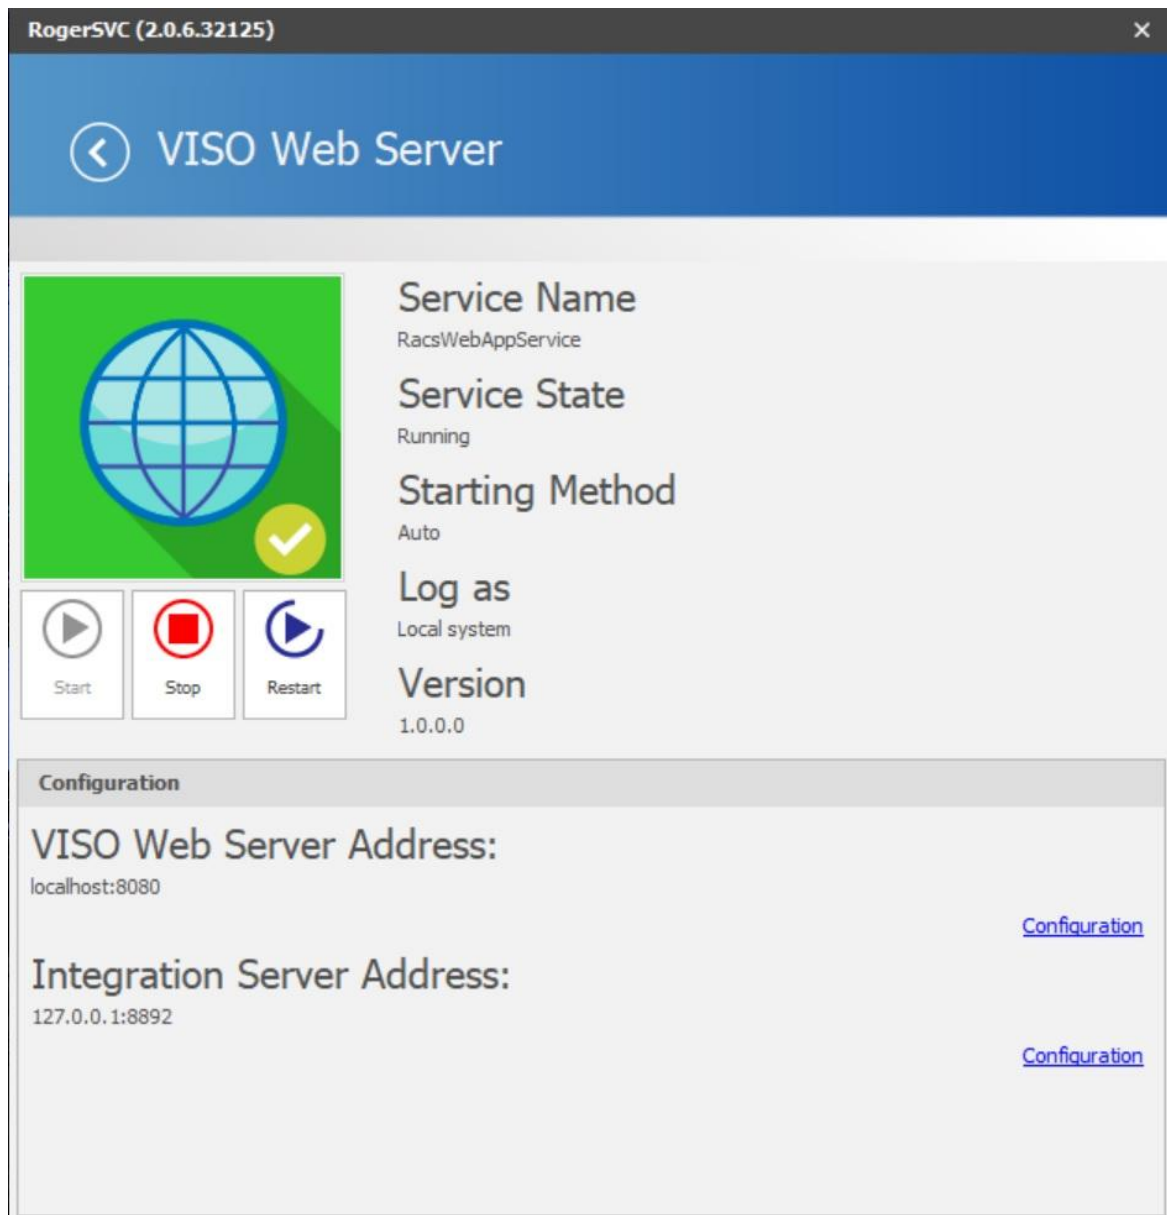 RogerSVC (2.0.6.32125)
VISO Web Server
Service Name
RacsWebAppService
Service State
Running
Starting Method
Auto
Log as
Local system
Version
1.0.0.0
Start
Stop
Restart
Configuration
VISO Web Server Address:
localhost:8080
Configuration
Integration Server Address:
127.0.0.1:8892
Configuration